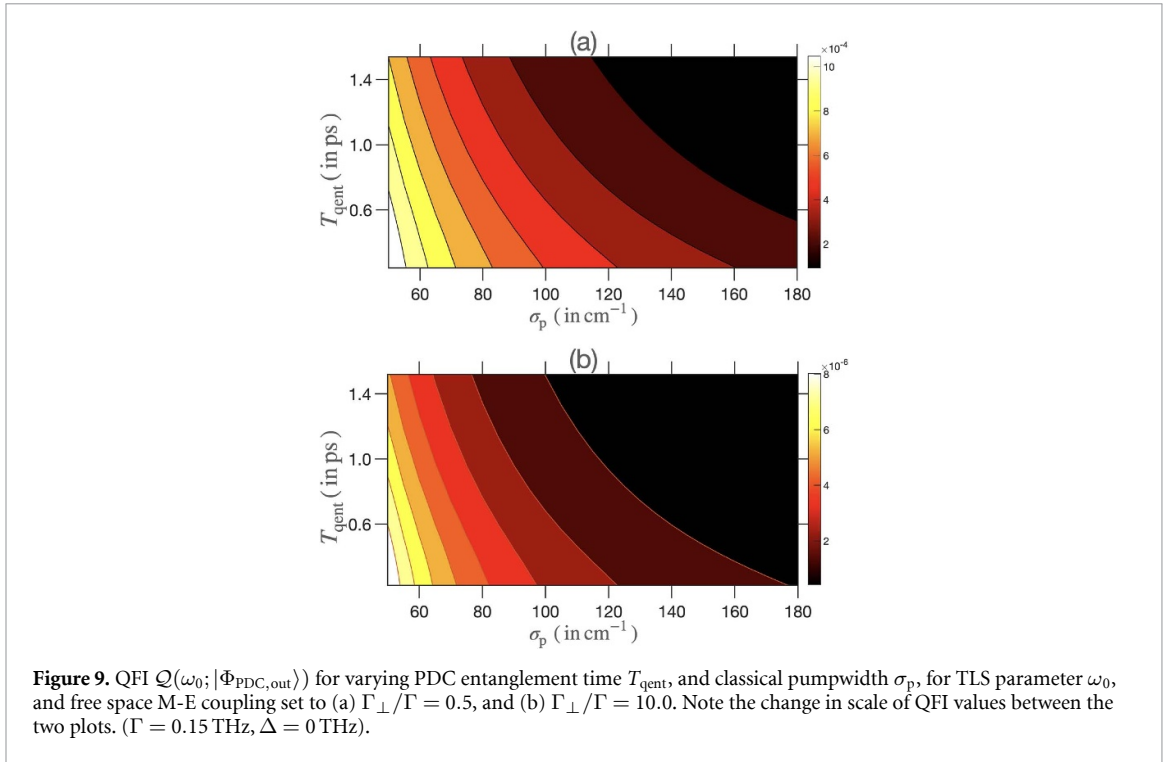 (a)
×10⁻⁴
10
8
6
4
2
1.4
1.0
0.6
T_qent (in ps)
60 80 100 120 140 160 180
σ_p (in cm⁻¹)
(b)
×10⁻⁶
8
6
4
2
1.4
1.0
0.6
T_qent (in ps)
60 80 100 120 140 160 180
σ_p (in cm⁻¹)
Figure 9. QFI 𝒬(ω₀; |Φ_PDC,out⟩) for varying PDC entanglement time T_qent, and classical pumpwidth σ_p, for TLS parameter ω₀,
and free space M-E coupling set to (a) Γ⊥/Γ = 0.5, and (b) Γ⊥/Γ = 10.0. Note the change in scale of QFI values between the
two plots. (Γ = 0.15 THz, Δ = 0 THz).